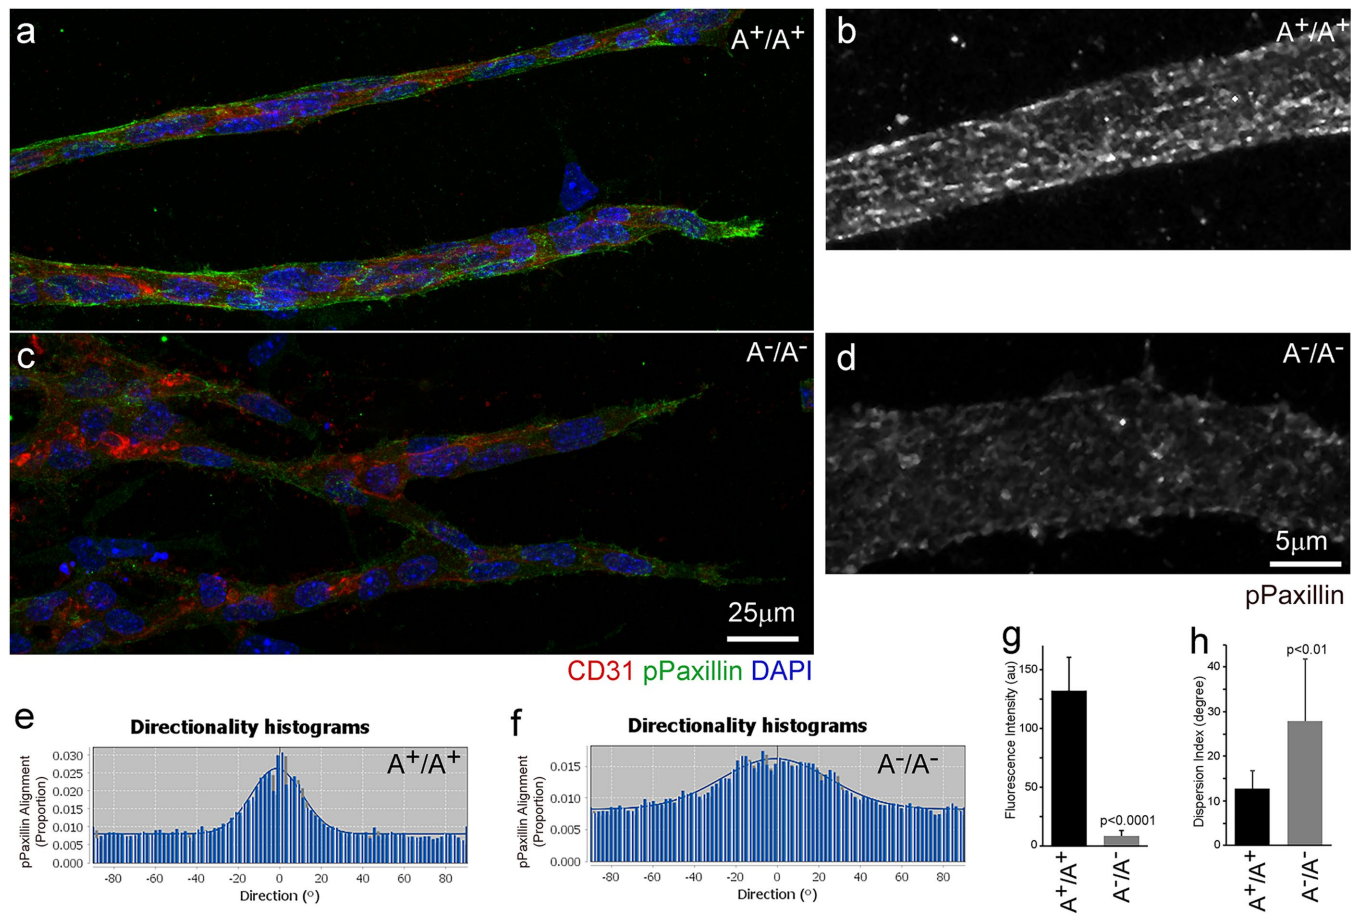 a
A⁺/A⁺
b
A⁺/A⁺
c
A⁻/A⁻
25μm
d
A⁻/A⁻
5μm
pPaxillin
CD31 pPaxillin DAPI
e
Directionality histograms
A⁺/A⁺
pPaxillin Alignment
(Proportion)
0.030
0.025
0.020
0.015
0.010
0.005
0.000
-80 -60 -40 -20 0 20 40 60 80
Direction (°)
f
Directionality histograms
A⁻/A⁻
pPaxillin Alignment
(Proportion)
0.015
0.010
0.005
0.000
-80 -60 -40 -20 0 20 40 60 80
Direction (°)
g
Fluorescence Intensity (au)
150
100
50
0
p<0.0001
A⁺/A⁺
A⁻/A⁻
h
Dispersion Index (degree)
40
30
20
10
0
p<0.01
A⁺/A⁺
A⁻/A⁻